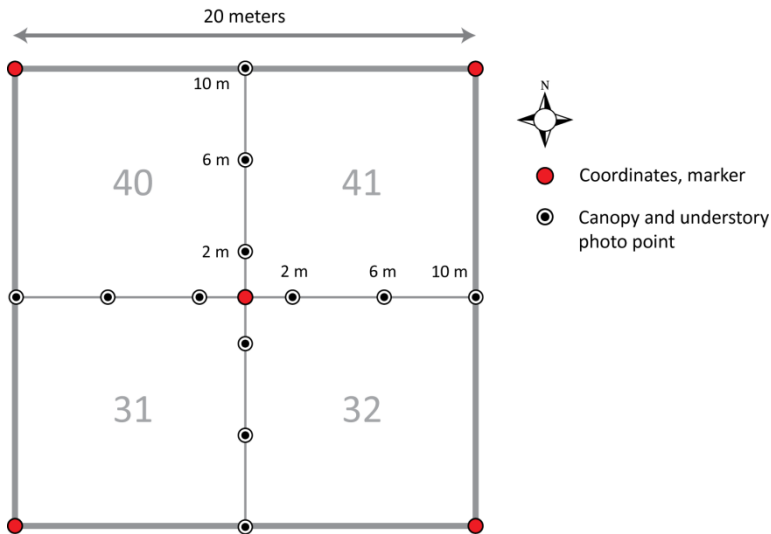 20 meters
10 m
N
6 m
40
41
Coordinates, marker
Canopy and understory
photo point
2 m
2 m
6 m
10 m
31
32